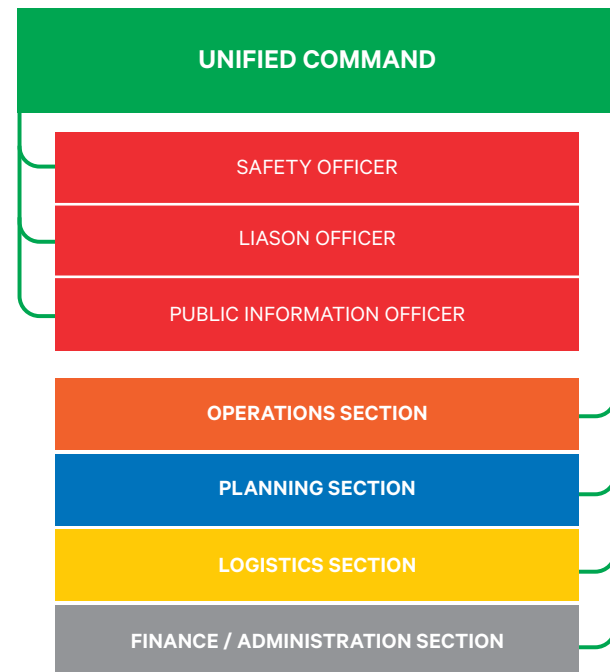 UNIFIED COMMAND
SAFETY OFFICER
LIASON OFFICER
PUBLIC INFORMATION OFFICER
OPERATIONS SECTION
PLANNING SECTION
LOGISTICS SECTION
FINANCE / ADMINISTRATION SECTION